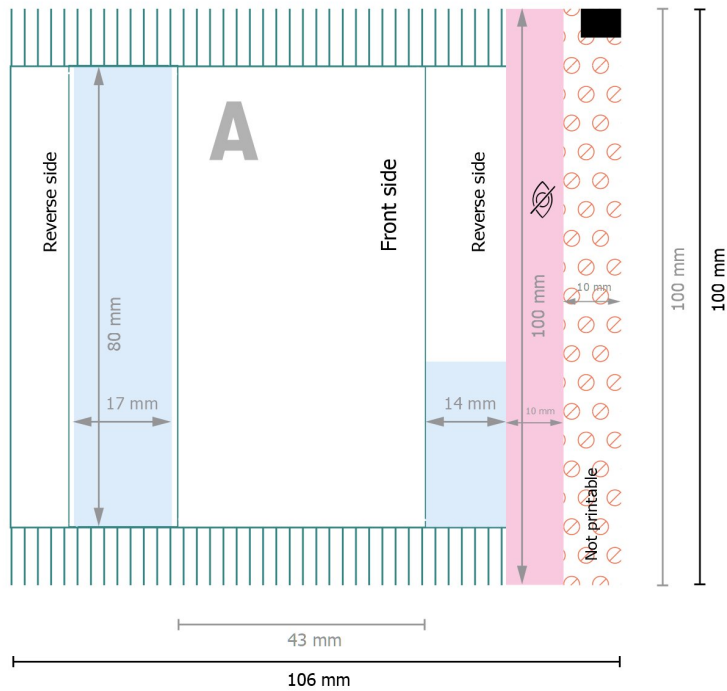 A
Reverse side
Front side
Reverse side
80 mm
17 mm
14 mm
100 mm
10 mm
10 mm
Not printable
100 mm
100 mm
43 mm
106 mm